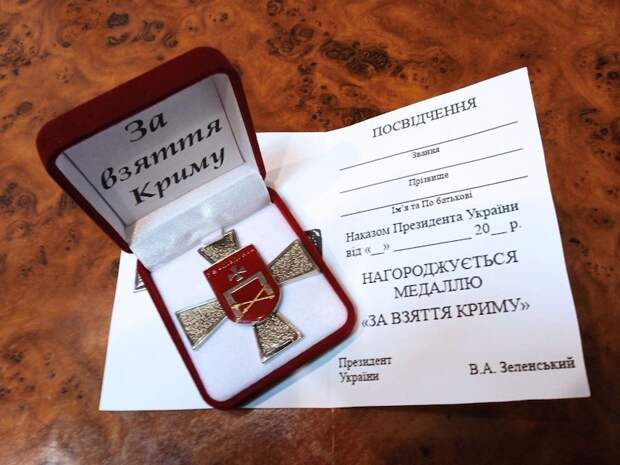 За
взяття
Криму
ПОСВІДЧЕННЯ
Звання
Прізвище
Ім'я та По батькові
Наказом Президента України
від «__» __________ 20__ р.
НАГОРОДЖУЄТЬСЯ
МЕДАЛЛЮ
«ЗА ВЗЯТТЯ КРИМУ»
Президент
України
В.А. Зеленський